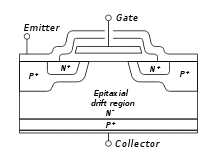 Gate
Emitter
N+ N+
P+ P+
Epitaxial
drift region
N-
P+
Collector